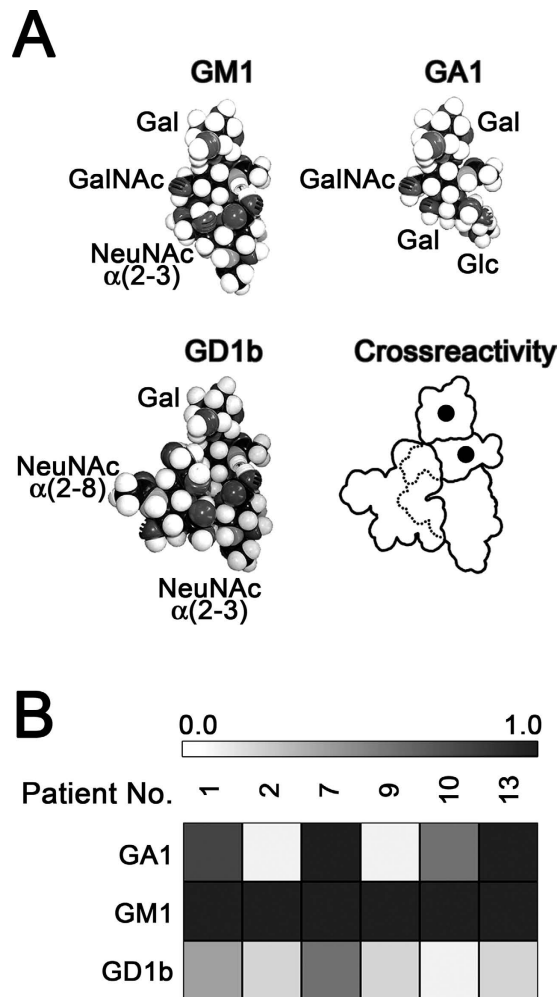 A
GM1
GA1
Gal
Gal
GalNAc
GalNAc
NeuNAc
α(2-3)
Gal
Glc
GD1b
Crossreactivity
Gal
NeuNAc
α(2-8)
NeuNAc
α(2-3)
B
0.0 1.0
Patient No. 1 2 7 9 10 13
GA1
GM1
GD1b